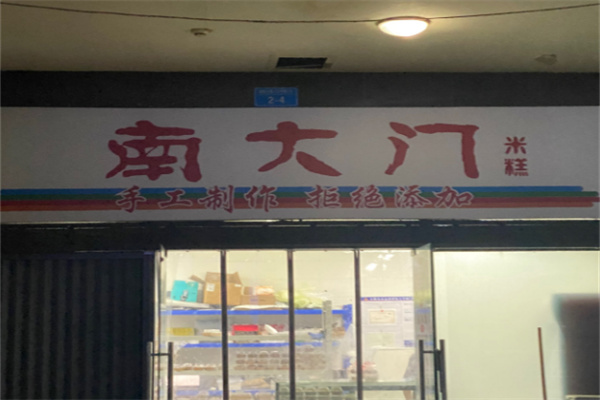 2-4
南大门
米糕
手工制作 拒绝添加